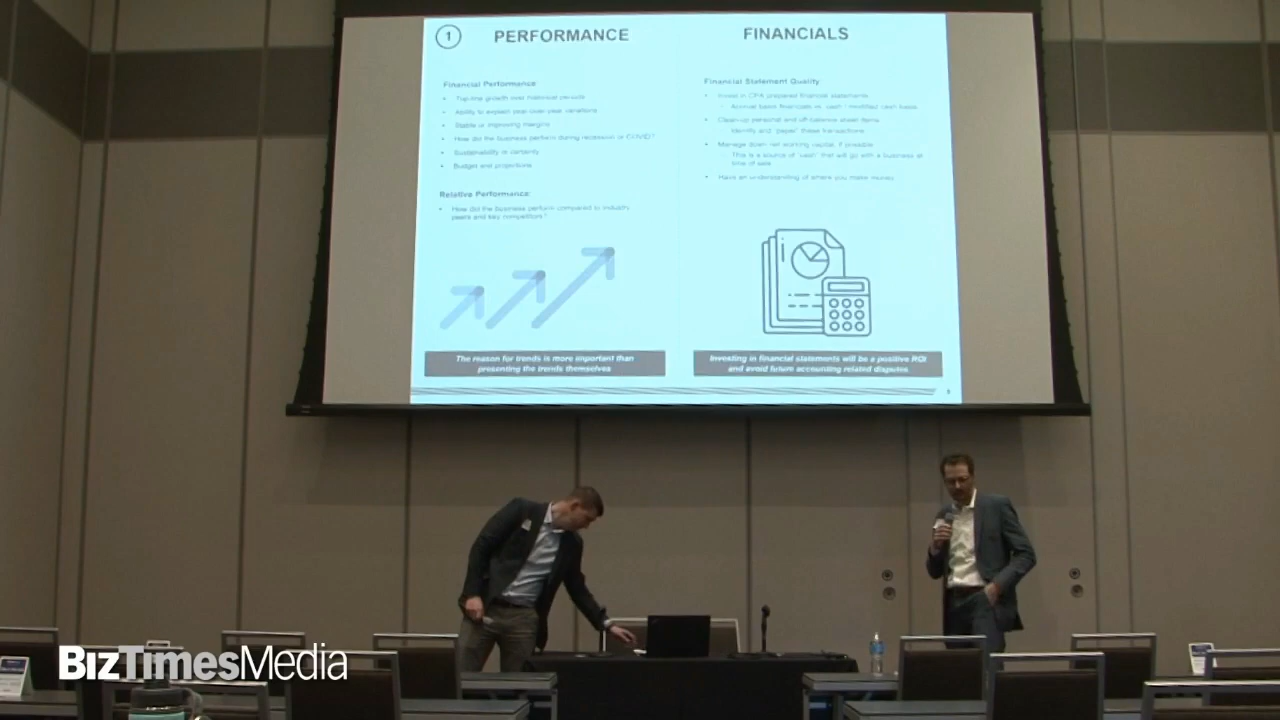 1
PERFORMANCE
Financial Performance:
• Top-line growth over historical periods
• Ability to explain year-over-year variations
• Stable or improving margins
• How did the business perform during recession or COVID?
• Sustainability or certainty
• Budget and projections
Relative Performance:
• How did the business perform compared to industry
peers and key competitors?
The reason for trends is more important than
presenting the trends themselves
FINANCIALS
Financial Statement Quality
• Invest in CPA prepared financial statements
- Accrual basis financials vs. cash / modified cash basis
• Clean-up personal and off-balance sheet items
Identify and "paper" these transactions
• Manage down net working capital, if possible
- This is a source of "cash" that will go with a business at
time of sale
• Have an understanding of where you make money
Investing in financial statements will be a positive ROI
and avoid future accounting related disputes
BizTimesMedia